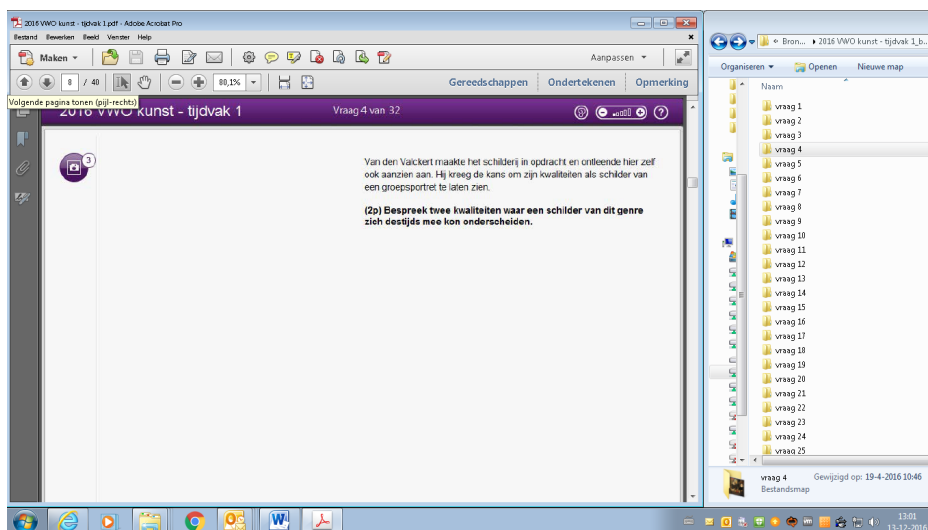 2016 VWO kunst - tijdvak 1.pdf - Adobe Acrobat Pro
Bestand Bewerken Beeld Venster Help
Maken
Aanpassen
8 / 40
80,1%
Gereedschappen Ondertekenen Opmerking
Volgende pagina tonen (pijl-rechts)
2016 VWO kunst - tijdvak 1
Vraag 4 van 32
3
Van den Valckert maakte het schilderij in opdracht en ontleende hier zelf
ook aanzien aan. Hij kreeg de kans om zijn kwaliteiten als schilder van
een groepsportret te laten zien.
(2p) Bespreek twee kwaliteiten waar een schilder van dit genre
zich destijds mee kon onderscheiden.
Bron... 2016 VWO kunst - tijdvak 1_b...
Organiseren Openen Nieuwe map
Naam
vraag 1
vraag 2
vraag 3
vraag 4
vraag 5
vraag 6
vraag 7
vraag 8
vraag 9
vraag 10
vraag 11
vraag 12
vraag 13
vraag 14
vraag 15
vraag 16
vraag 17
vraag 18
vraag 19
vraag 20
vraag 21
vraag 22
vraag 23
vraag 24
vraag 25
vraag 4 Gewijzigd op: 19-4-2016 10:46
Bestandsmap
13:01
13-12-2016